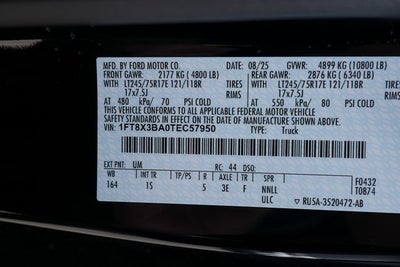 MFD. BY FORD MOTOR CO. 08/25 GVWR: 4899 KG (10800 LB)
FRONT GAWR: 2177 KG (4800 LB) REAR GAWR: 2876 KG (6340 LB)
WITH LT245/75R17E 121/118R TIRES WITH LT245/75R17E 121/118R
17x7.5J RIMS 17x7.5J
AT 480 KPA/ 70 PSI COLD AT 550 KPA/ 80 PSI COLD
THIS VEHICLE CONFORMS TO ALL APPLICABLE FEDERAL MOTOR VEHICLE
SAFETY STANDARDS IN EFFECT ON THE DATE OF MANUFACTURE SHOWN ABOVE.
VIN: 1FT8X3BA0TEC57950 TYPE: Truck
EXT PNT: UM RC: 44 DSO:
WB INT TR TP/PS R AXLE TR SPR F0432
164 1S 5 3E F NNLL T0874
ULC RU5A-3520472-AB